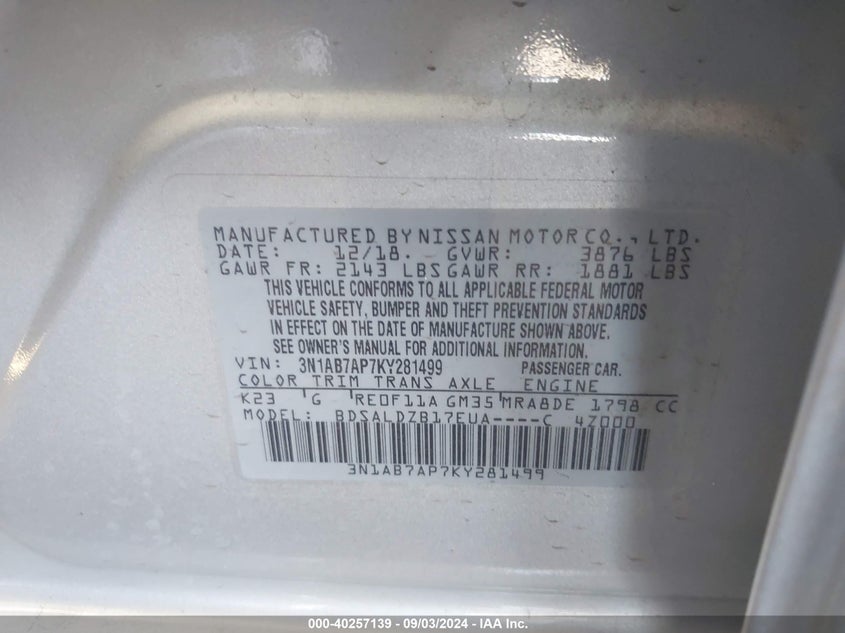 MANUFACTURED BY NISSAN MOTOR CO., LTD.
DATE: 12/18. GVWR: 3876 LBS
GAWR FR: 2143 LBS GAWR RR: 1881 LBS
THIS VEHICLE CONFORMS TO ALL APPLICABLE FEDERAL MOTOR
VEHICLE SAFETY, BUMPER AND THEFT PREVENTION STANDARDS
IN EFFECT ON THE DATE OF MANUFACTURE SHOWN ABOVE.
SEE OWNER'S MANUAL FOR ADDITIONAL INFORMATION.
VIN: 3N1AB7AP7KY281499 PASSENGER CAR.
COLOR TRIM TRANS AXLE ENGINE
K23 G RE0F11A GM35 MRA8DE 1798 CC
MODEL: BDSALDZB17EUA----C 4Z000
3N1AB7AP7KY281499
000-40257139 - 09/03/2024 - IAA Inc.